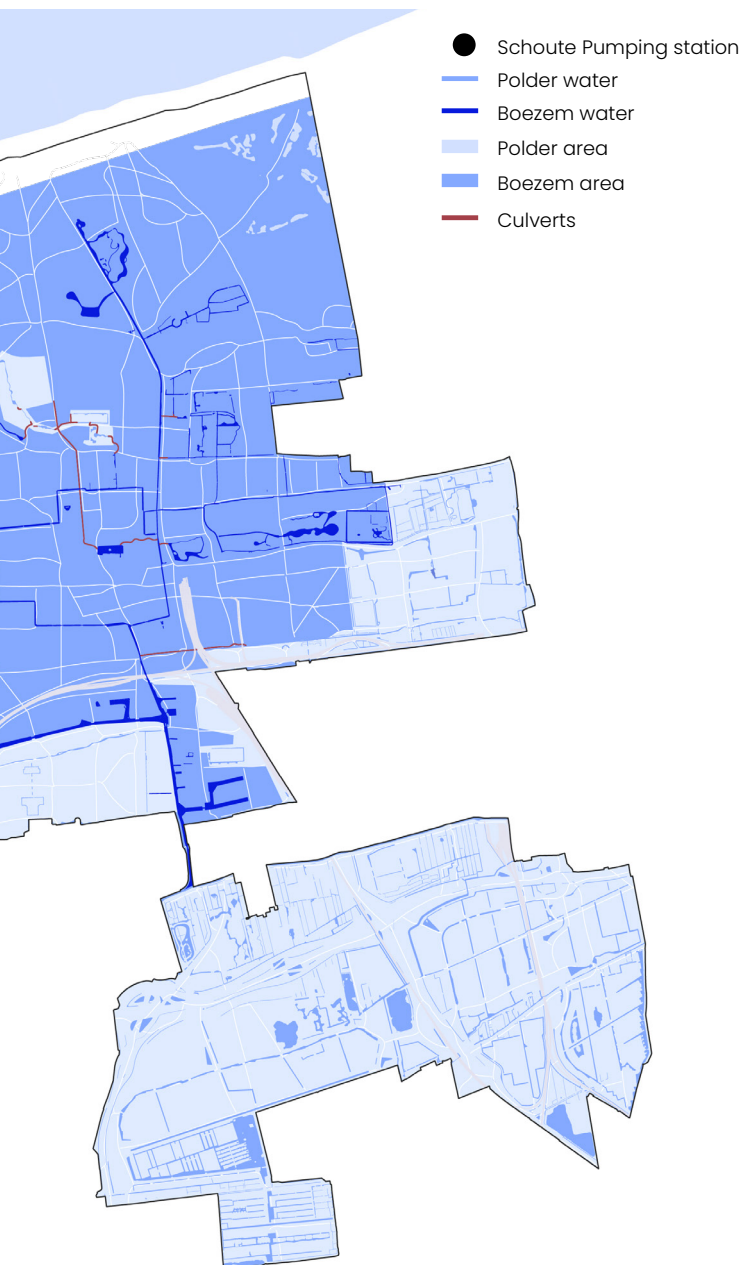 Schoute Pumping station
Polder water
Boezem water
Polder area
Boezem area
Culverts